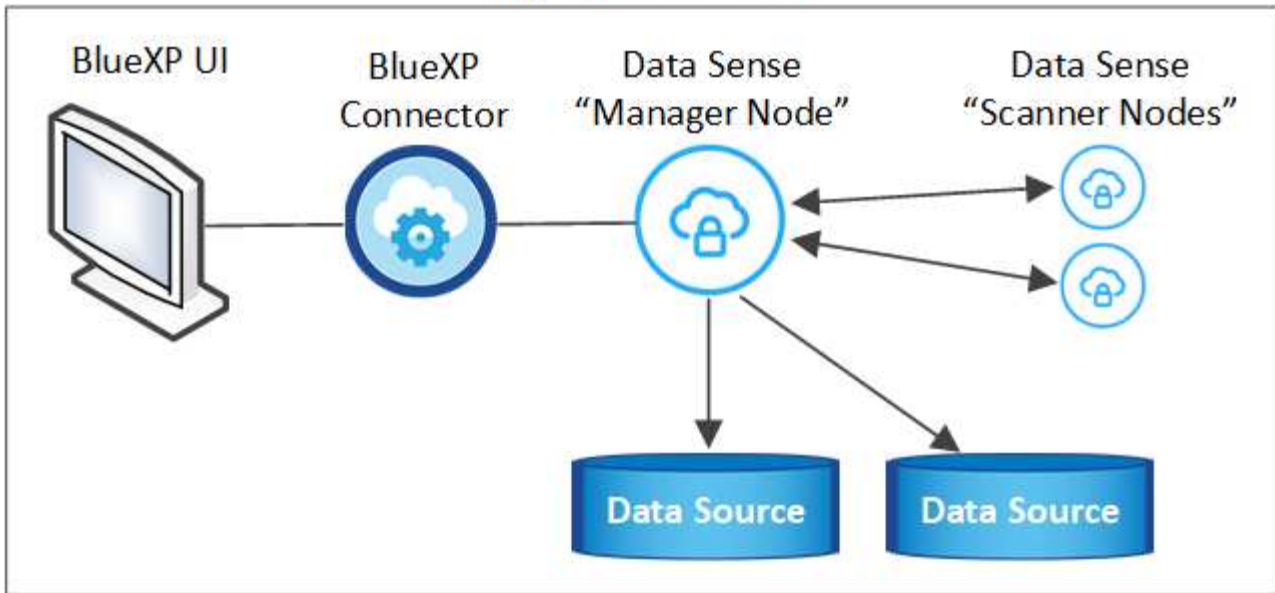 BlueXP UI
BlueXP
Connector
Data Sense
“Manager Node”
Data Sense
“Scanner Nodes”
Data Source
Data Source